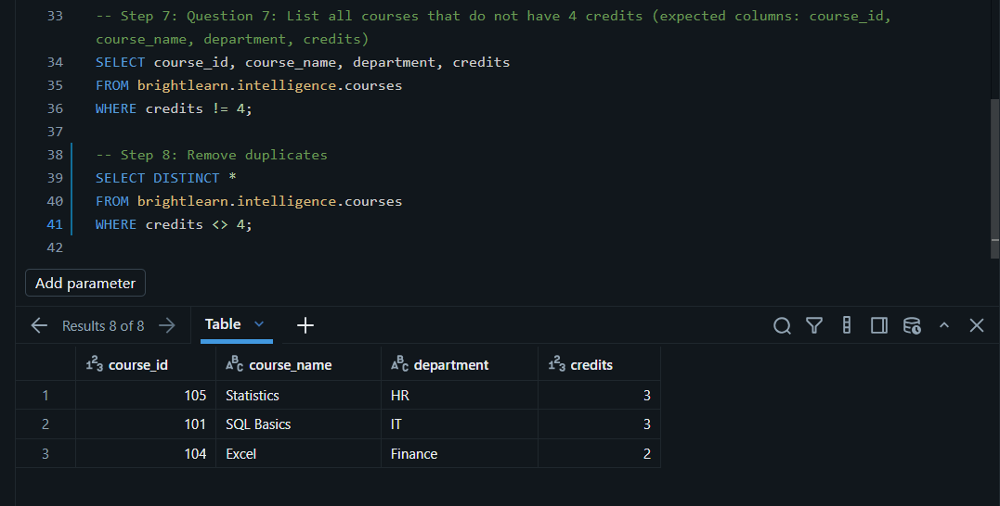 33 -- Step 7: Question 7: List all courses that do not have 4 credits (expected columns: course_id,
course_name, department, credits)
34 SELECT course_id, course_name, department, credits
35 FROM brightlearn.intelligence.courses
36 WHERE credits != 4;
37
38 -- Step 8: Remove duplicates
39 SELECT DISTINCT *
40 FROM brightlearn.intelligence.courses
41 WHERE credits <> 4;
42
Add parameter
Results 8 of 8 Table
123 course_id ABC course_name ABC department 123 credits
1 105 Statistics HR 3
2 101 SQL Basics IT 3
3 104 Excel Finance 2